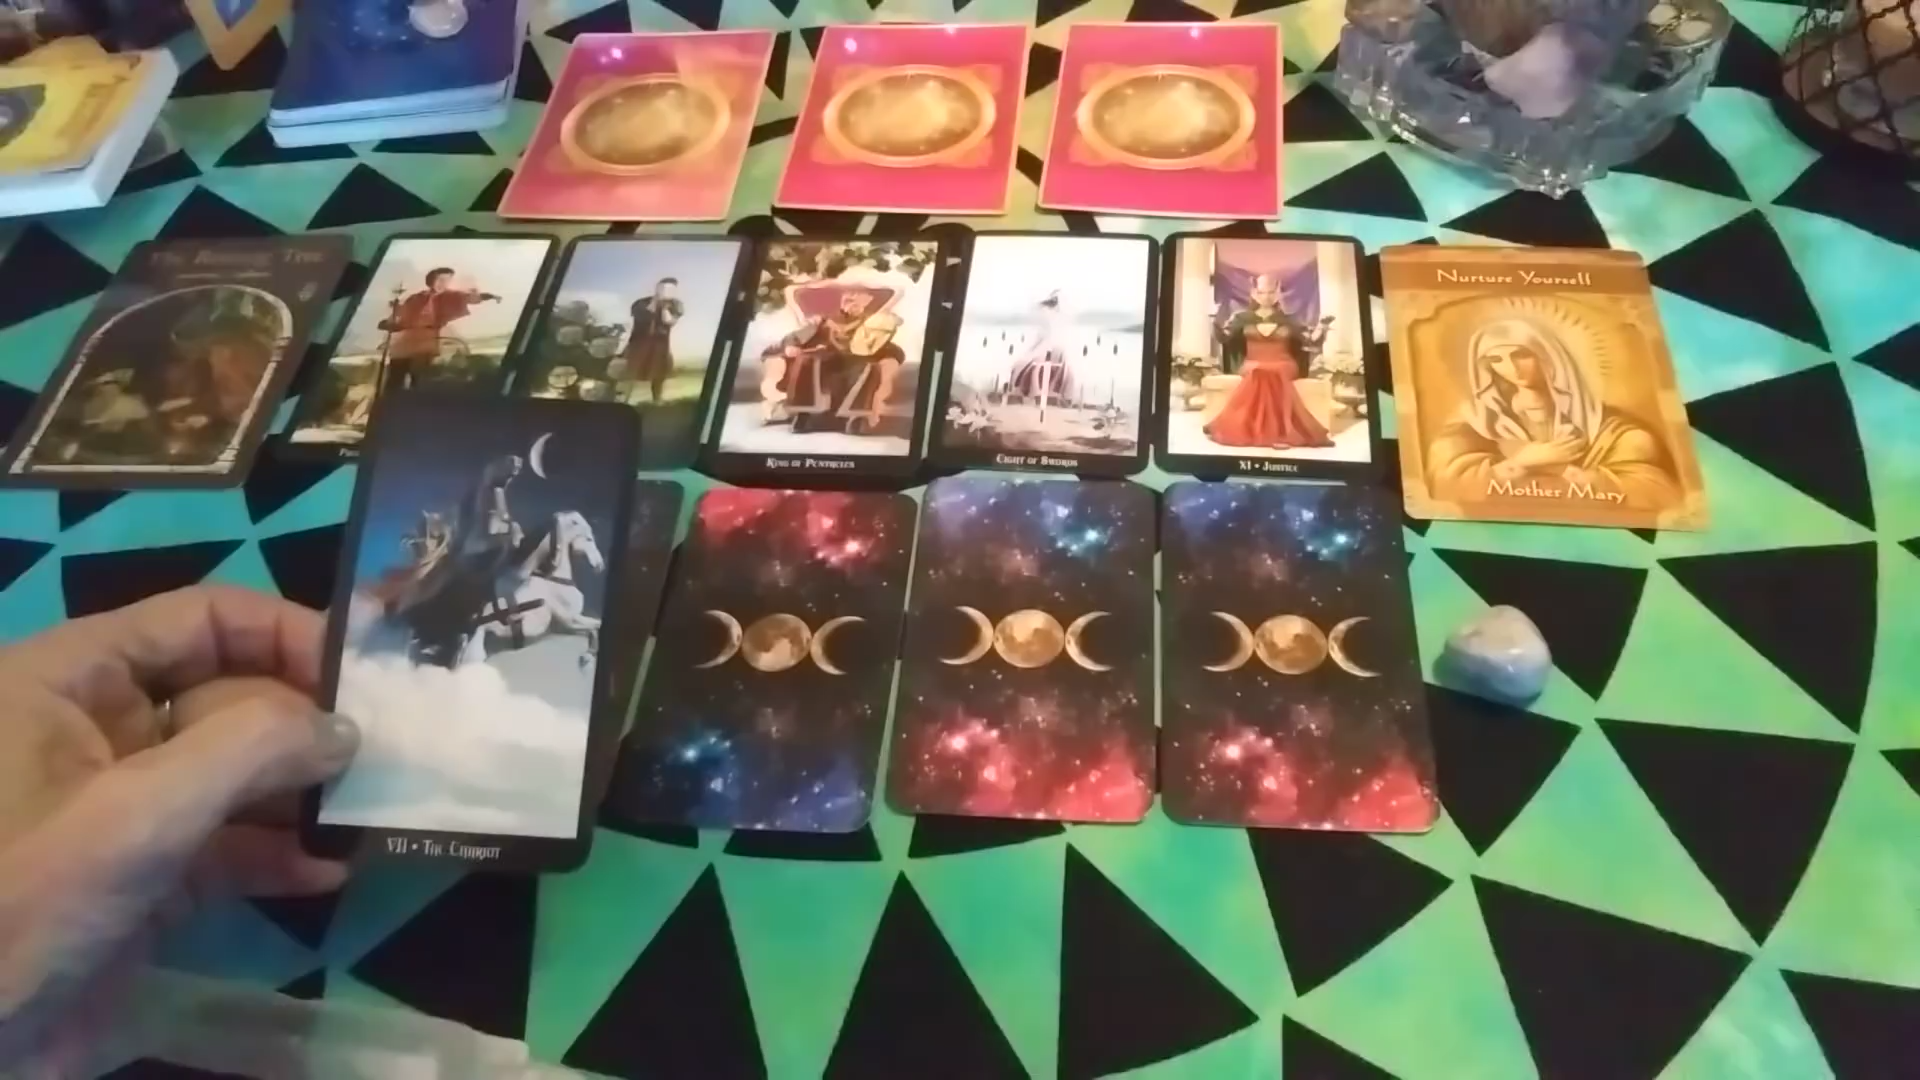 Nurture Yourself
King of Pentacles
Eight of Swords
XI • Justice
Mother Mary
VII • The Chariot